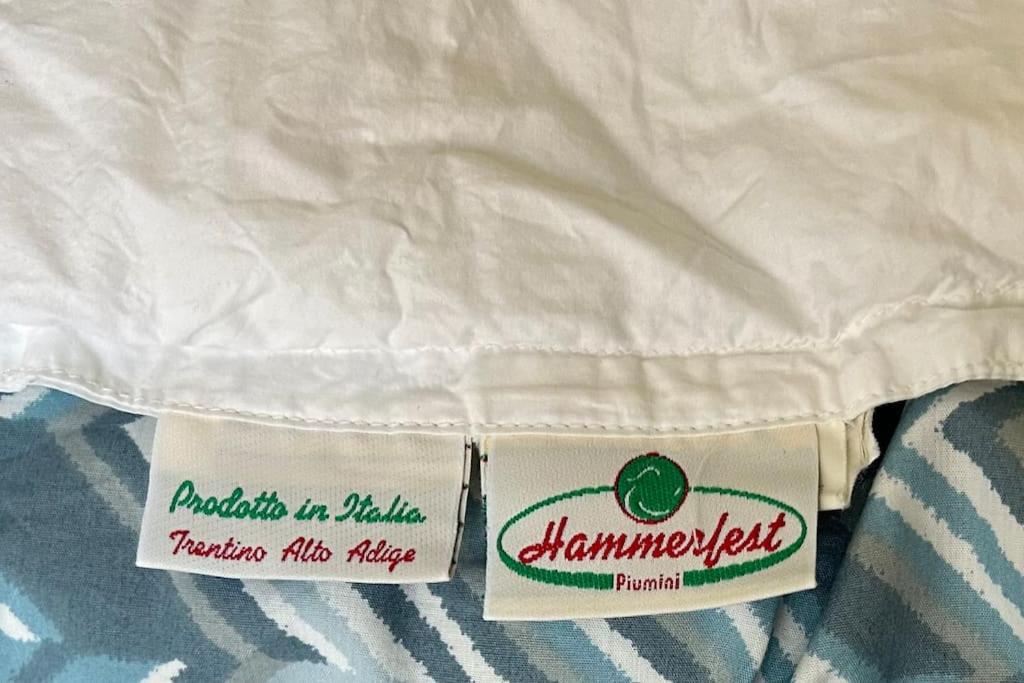 Prodotto in Italia
Trentino Alto Adige
Hammerfest
Piumini